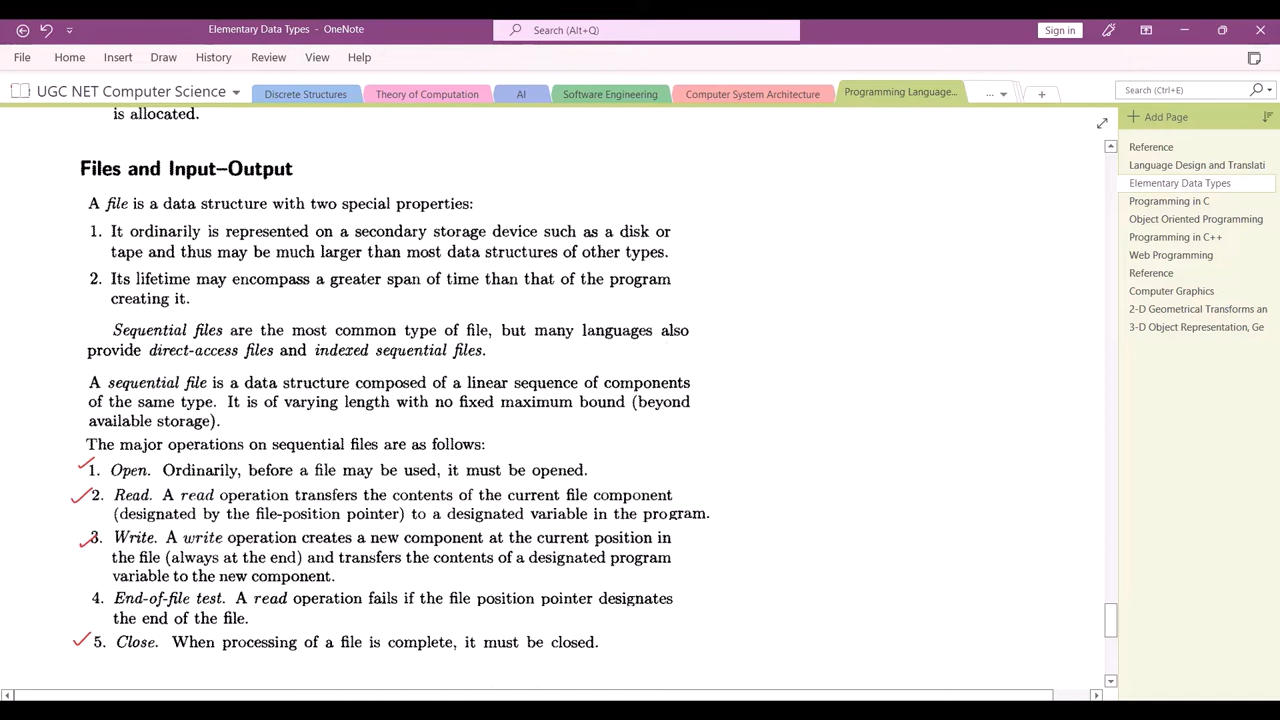 Elementary Data Types - OneNote
Search (Alt+Q)
Sign in
File Home Insert Draw History Review View Help
UGC NET Computer Science
Discrete Structures
Theory of Computation
AI
Software Engineering
Computer System Architecture
Programming Language...
...
Search (Ctrl+E)
is allocated.
Files and Input–Output
A file is a data structure with two special properties:
1. It ordinarily is represented on a secondary storage device such as a disk or
tape and thus may be much larger than most data structures of other types.
2. Its lifetime may encompass a greater span of time than that of the program
creating it.
Sequential files are the most common type of file, but many languages also
provide direct-access files and indexed sequential files.
A sequential file is a data structure composed of a linear sequence of components
of the same type. It is of varying length with no fixed maximum bound (beyond
available storage).
The major operations on sequential files are as follows:
1. Open. Ordinarily, before a file may be used, it must be opened.
2. Read. A read operation transfers the contents of the current file component
(designated by the file-position pointer) to a designated variable in the program.
3. Write. A write operation creates a new component at the current position in
the file (always at the end) and transfers the contents of a designated program
variable to the new component.
4. End-of-file test. A read operation fails if the file position pointer designates
the end of the file.
5. Close. When processing of a file is complete, it must be closed.
Add Page
Reference
Language Design and Translati
Elementary Data Types
Programming in C
Object Oriented Programming
Programming in C++
Web Programming
Reference
Computer Graphics
2-D Geometrical Transforms an
3-D Object Representation, Ge